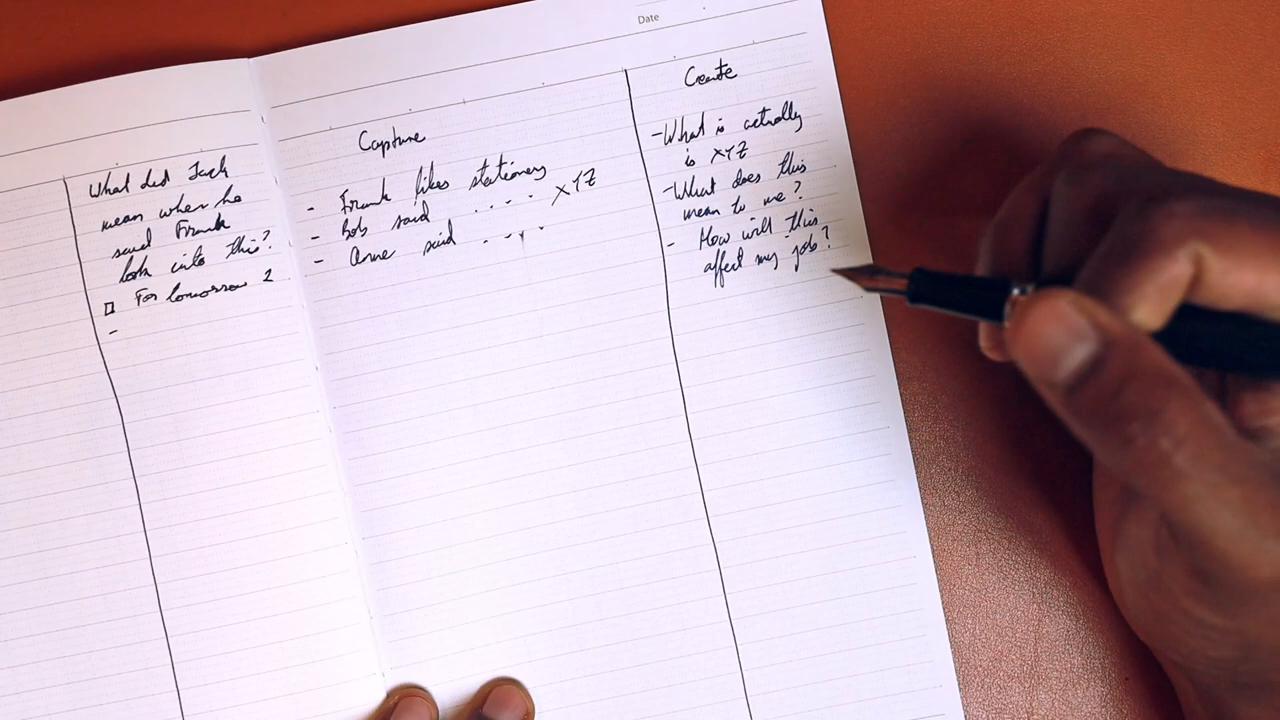 Date
What did Jack
mean when he
said Frank
look into this?
For tomorrow 2
-
Capture
- Frank likes stationery
- Bob said .... XYZ
- Anne said ....
Create
- What is actually
is XYZ
- What does this
mean to me?
- How will this
affect my job?